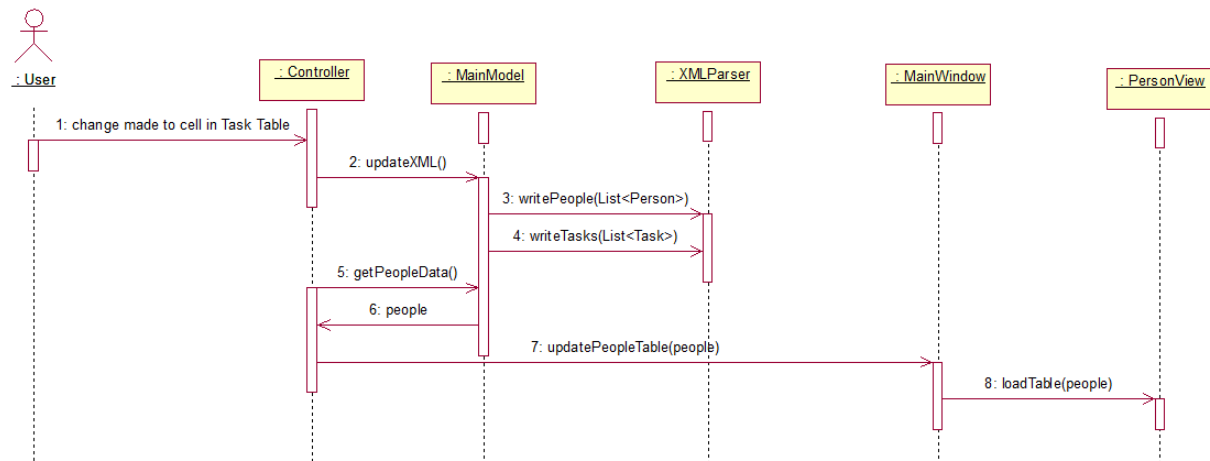 _: User
_: Controller
_: MainModel
_: XMLParser
_: MainWindow
_: PersonView
1: change made to cell in Task Table
2: updateXML()
3: writePeople(List<Person>)
4: writeTasks(List<Task>)
5: getPeopleData()
6: people
7: updatePeopleTable(people)
8: loadTable(people)